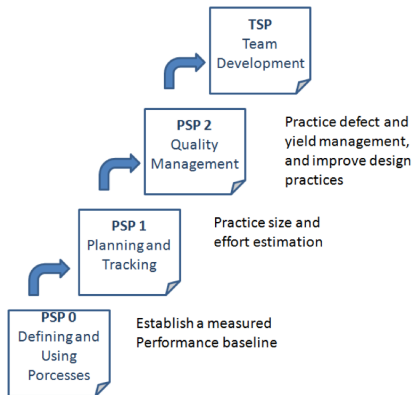 TSP
Team
Development
PSP 2
Quality
Management
Practice defect and
yield management,
and improve design
practices
PSP 1
Planning and
Tracking
Practice size and
effort estimation
PSP 0
Defining and
Using
Porcesses
Establish a measured
Performance baseline